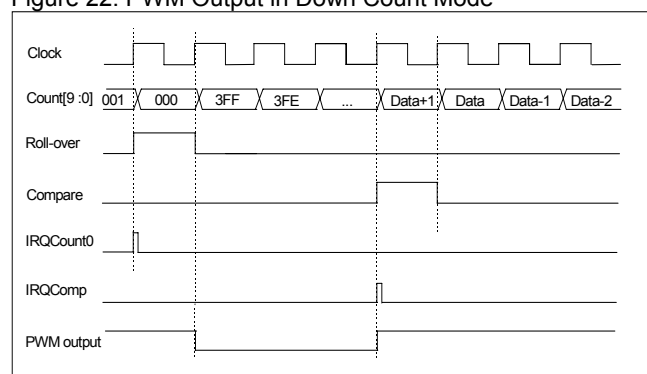 Figure 22. PWM Output in Down Count Mode
Clock
Count[9 :0] 001 000 3FF 3FE ... Data+1 Data Data-1 Data-2
Roll-over
Compare
IRQCount0
IRQComp
PWM output